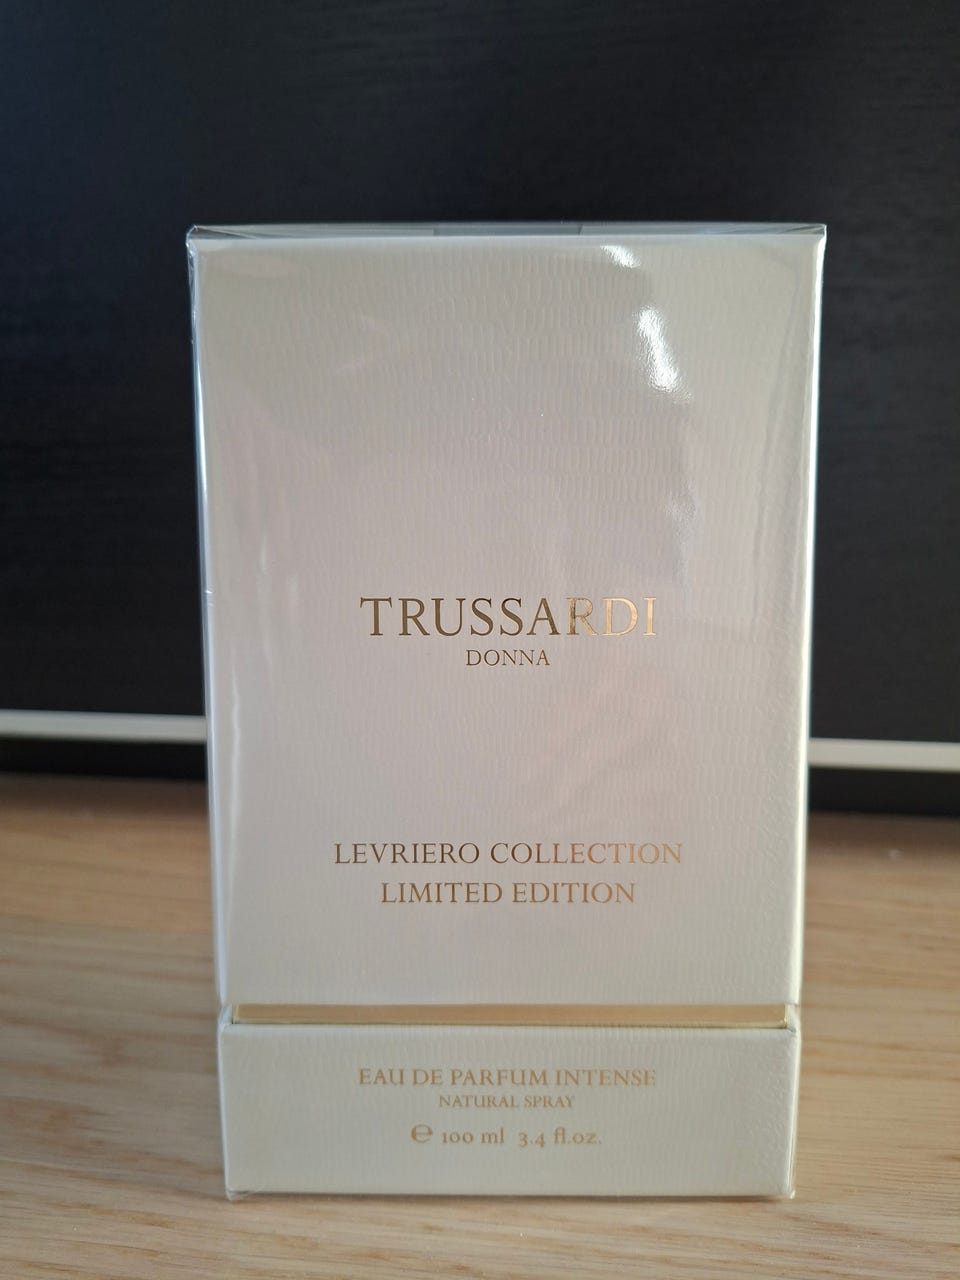 TRUSSARDI
DONNA
LEVRIERO COLLECTION
LIMITED EDITION
EAU DE PARFUM INTENSE
NATURAL SPRAY
℮ 100 ml 3.4 fl.oz.